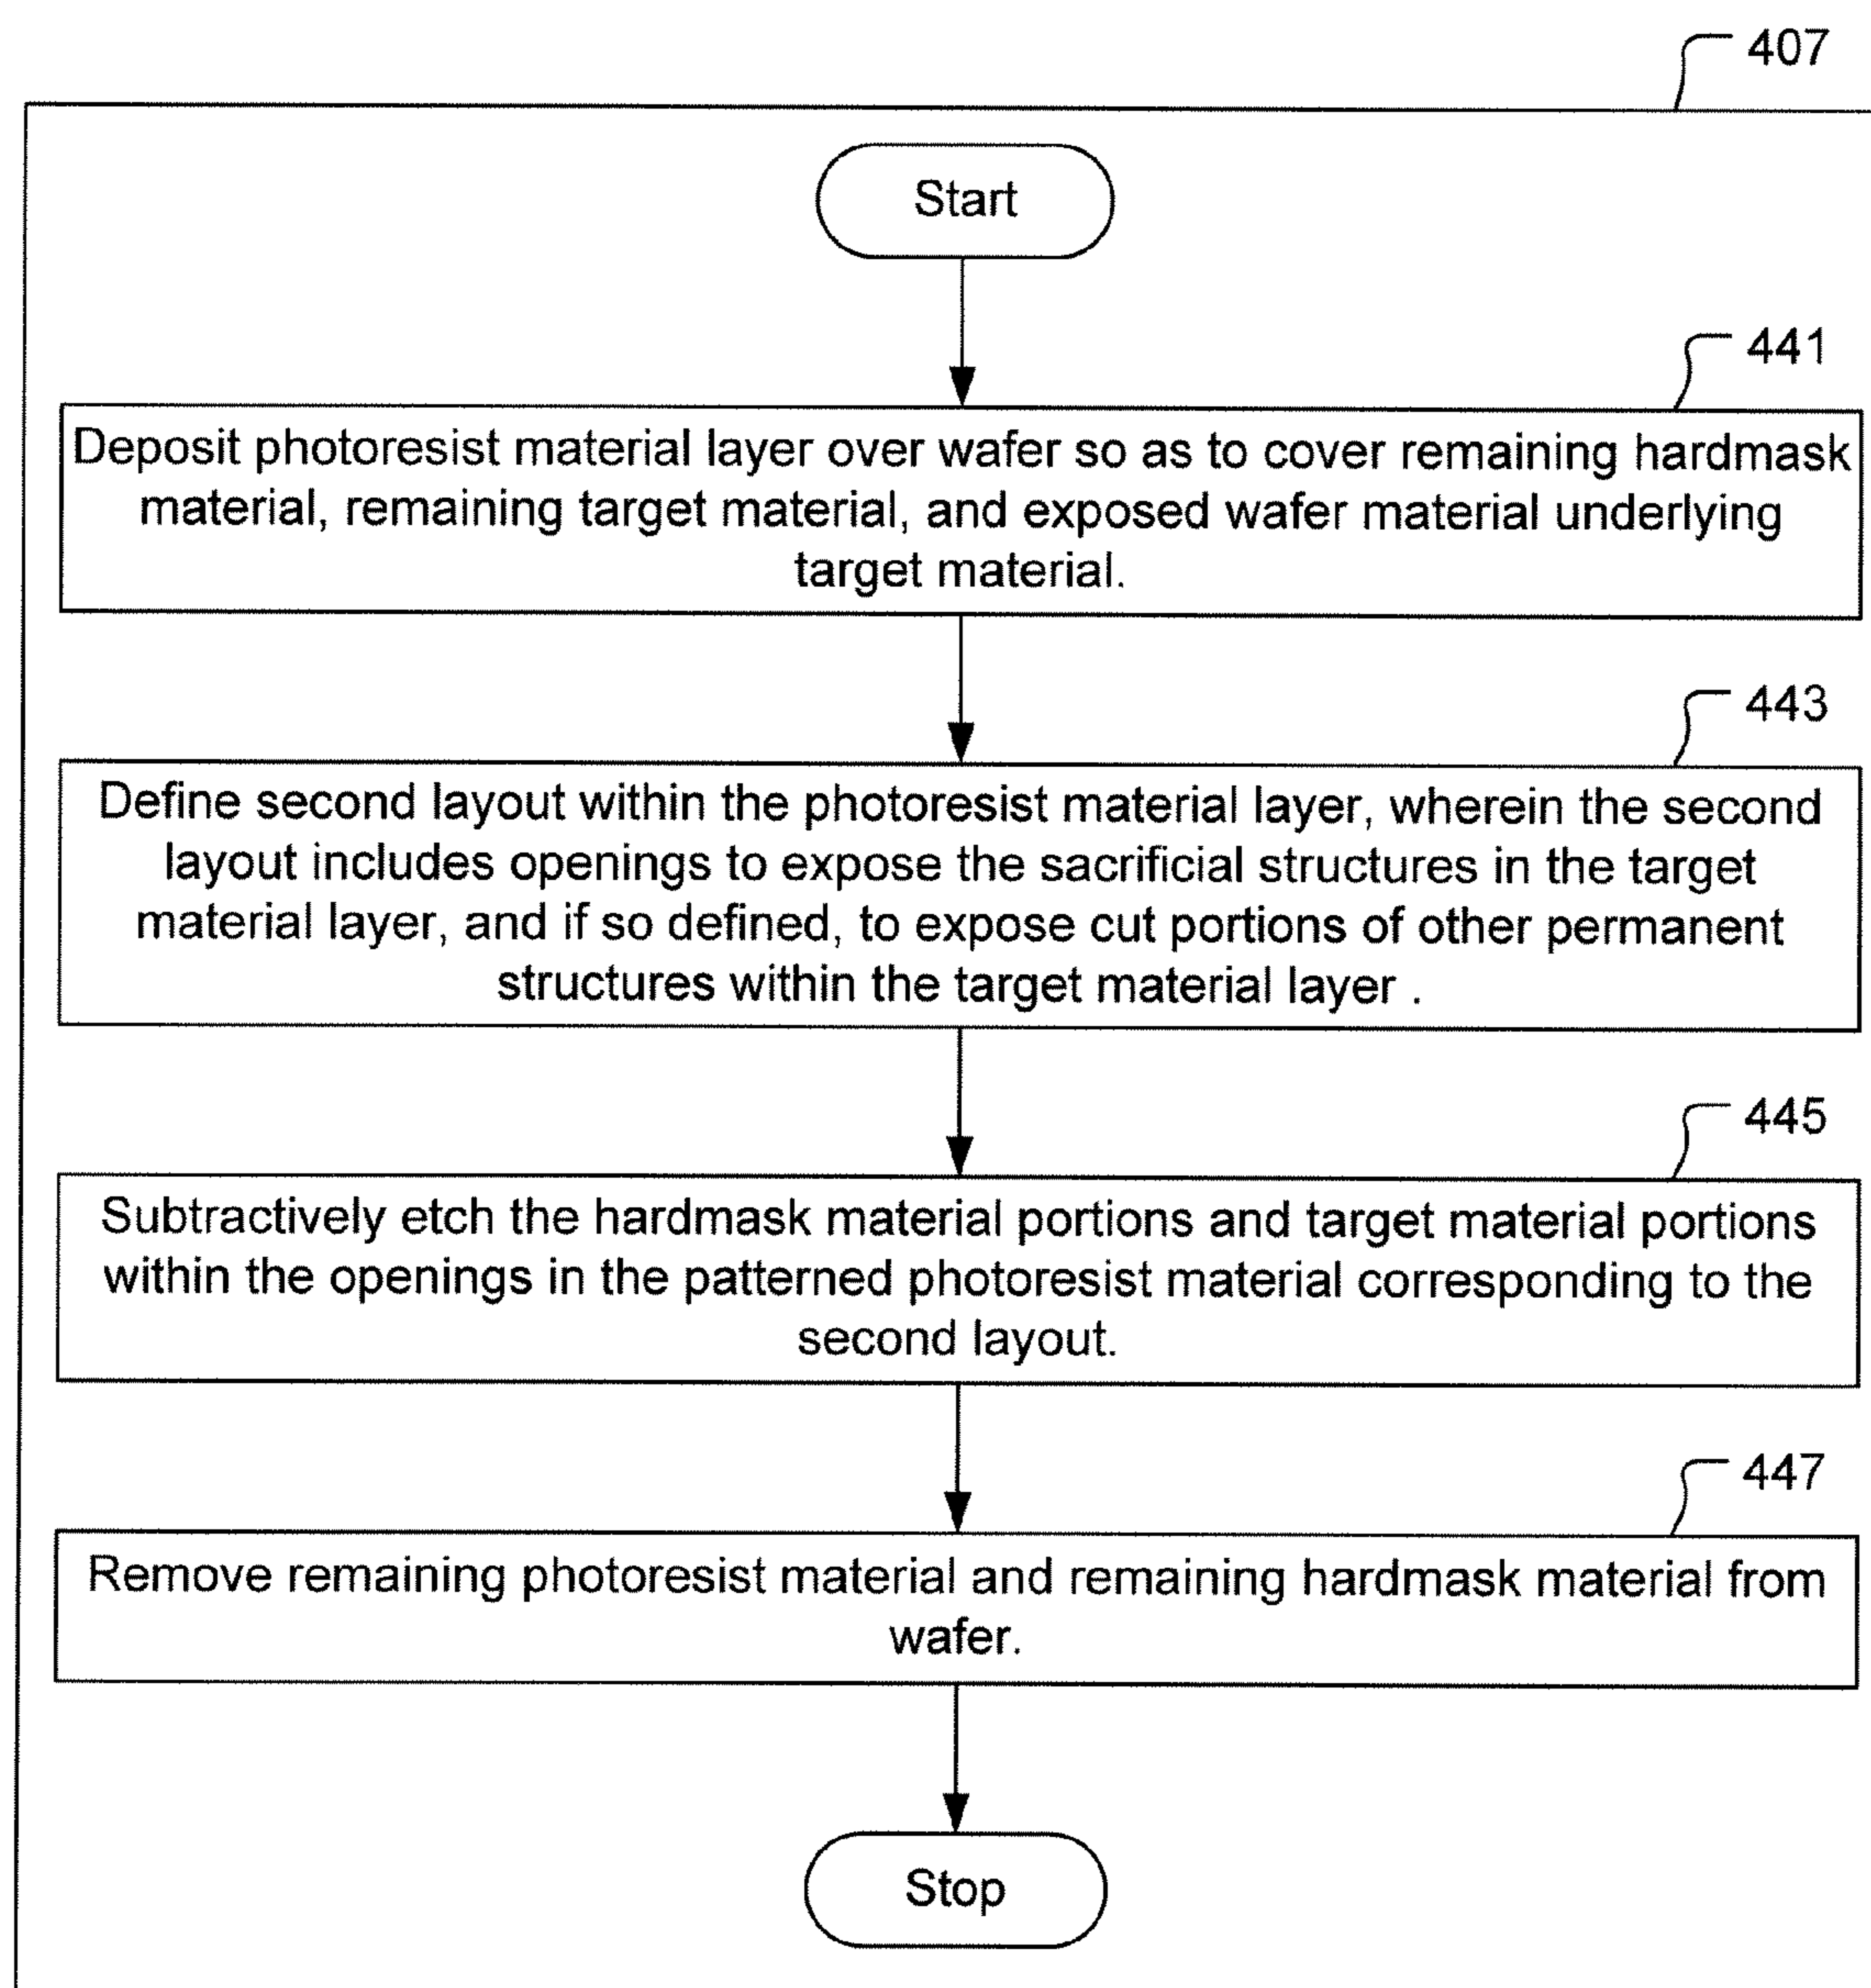 407
Start
441
Deposit photoresist material layer over wafer so as to cover remaining hardmask
material, remaining target material, and exposed wafer material underlying
target material.
443
Define second layout within the photoresist material layer, wherein the second
layout includes openings to expose the sacrificial structures in the target
material layer, and if so defined, to expose cut portions of other permanent
structures within the target material layer .
445
Subtractively etch the hardmask material portions and target material portions
within the openings in the patterned photoresist material corresponding to the
second layout.
447
Remove remaining photoresist material and remaining hardmask material from
wafer.
Stop